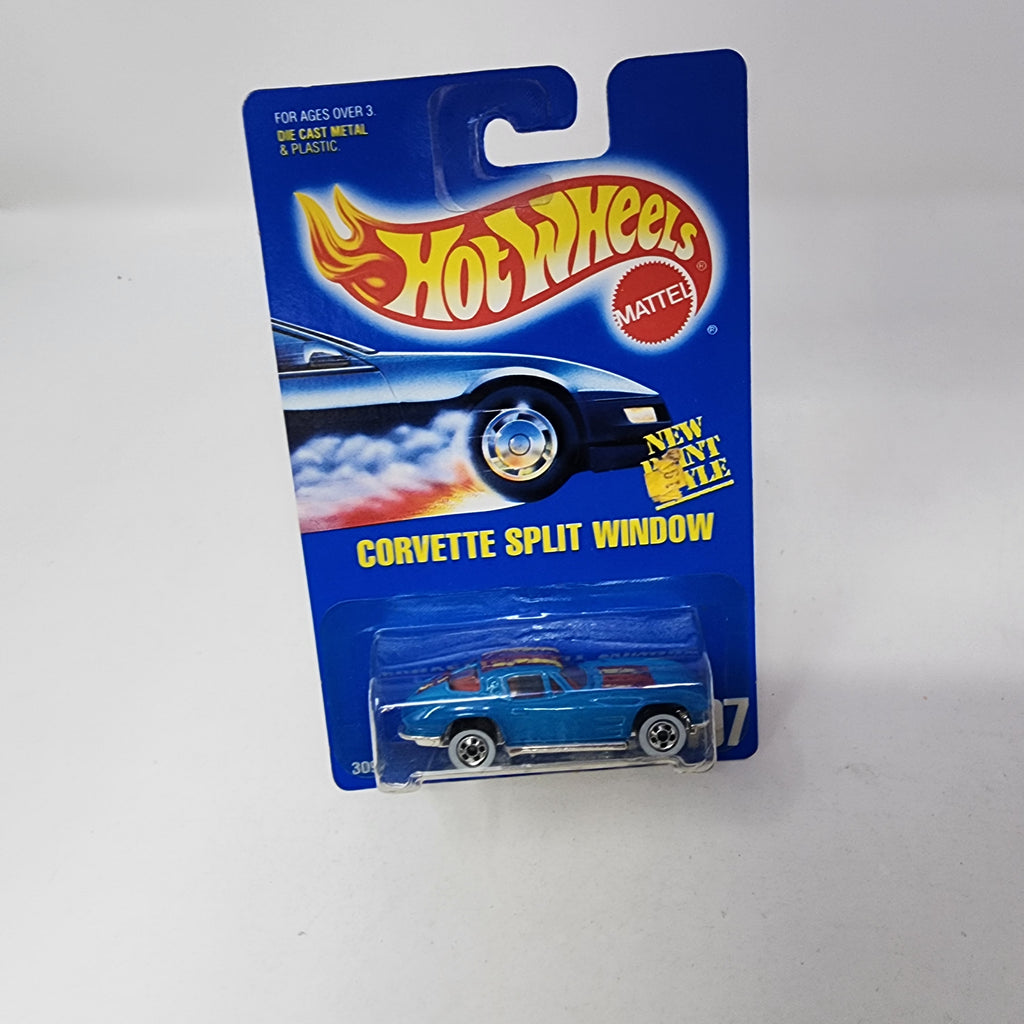 FOR AGES OVER 3.
DIE CAST METAL
& PLASTIC.
HOT WHEELS ®
MATTEL
®
NEW
CORVETTE SPLIT WINDOW